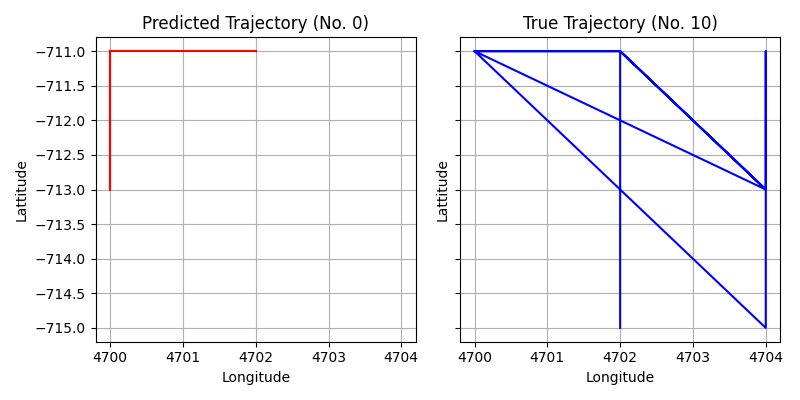 Predicted Trajectory (No. 0)
Lattitude
−711.0
−711.5
−712.0
−712.5
−713.0
−713.5
−714.0
−714.5
−715.0
4700 4701 4702 4703 4704
Longitude
True Trajectory (No. 10)
Lattitude
4700 4701 4702 4703 4704
Longitude